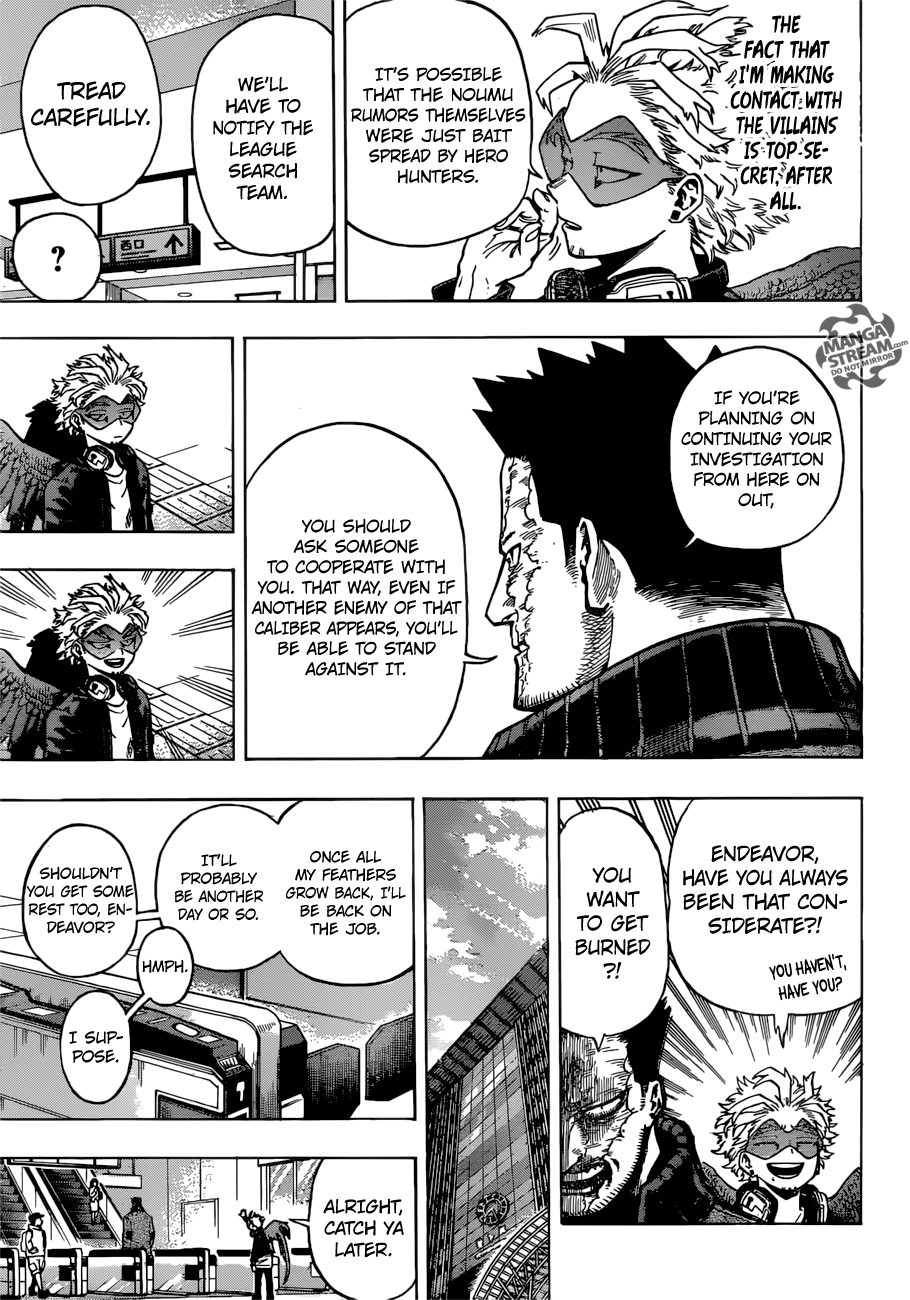 THE
FACT THAT
I'M MAKING
CONTACT WITH
THE VILLAINS
IS TOP SE-
CRET, AFTER
ALL.
IT'S POSSIBLE
THAT THE NOUMU
RUMORS THEMSELVES
WERE JUST BAIT
SPREAD BY HERO
HUNTERS.
WE'LL
HAVE TO
NOTIFY THE
LEAGUE
SEARCH
TEAM.
TREAD
CAREFULLY.
?
西口
MANGA
STREAM.com
DO NOT MIRROR
IF YOU'RE
PLANNING ON
CONTINUING YOUR
INVESTIGATION
FROM HERE ON
OUT,
YOU SHOULD
ASK SOMEONE
TO COOPERATE WITH
YOU. THAT WAY, EVEN IF
ANOTHER ENEMY OF THAT
CALIBER APPEARS, YOU'LL
BE ABLE TO STAND
AGAINST IT.
ENDEAVOR,
HAVE YOU ALWAYS
BEEN THAT CON-
SIDERATE?!
YOU HAVEN'T,
HAVE YOU?
YOU
WANT
TO GET
BURNED
?!
ONCE ALL
MY FEATHERS
GROW BACK, I'LL
BE BACK ON
THE JOB.
IT'LL
PROBABLY
BE ANOTHER
DAY OR SO.
SHOULDN'T
YOU GET SOME
REST TOO, EN-
DEAVOR?
HMPH.
I SUP-
POSE.
ALRIGHT,
CATCH YA
LATER.